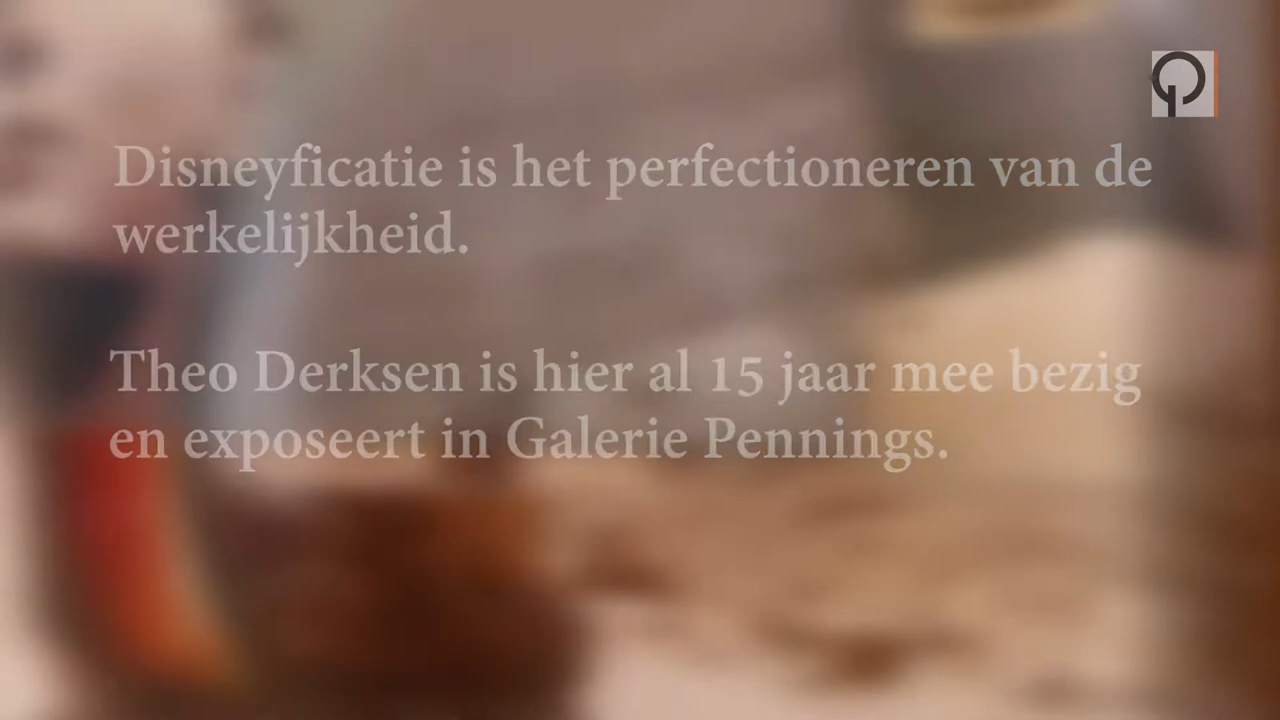 Disneyficatie is het perfectioneren van de
werkelijkheid.
Theo Derksen is hier al 15 jaar mee bezig
en exposeert in Galerie Pennings.